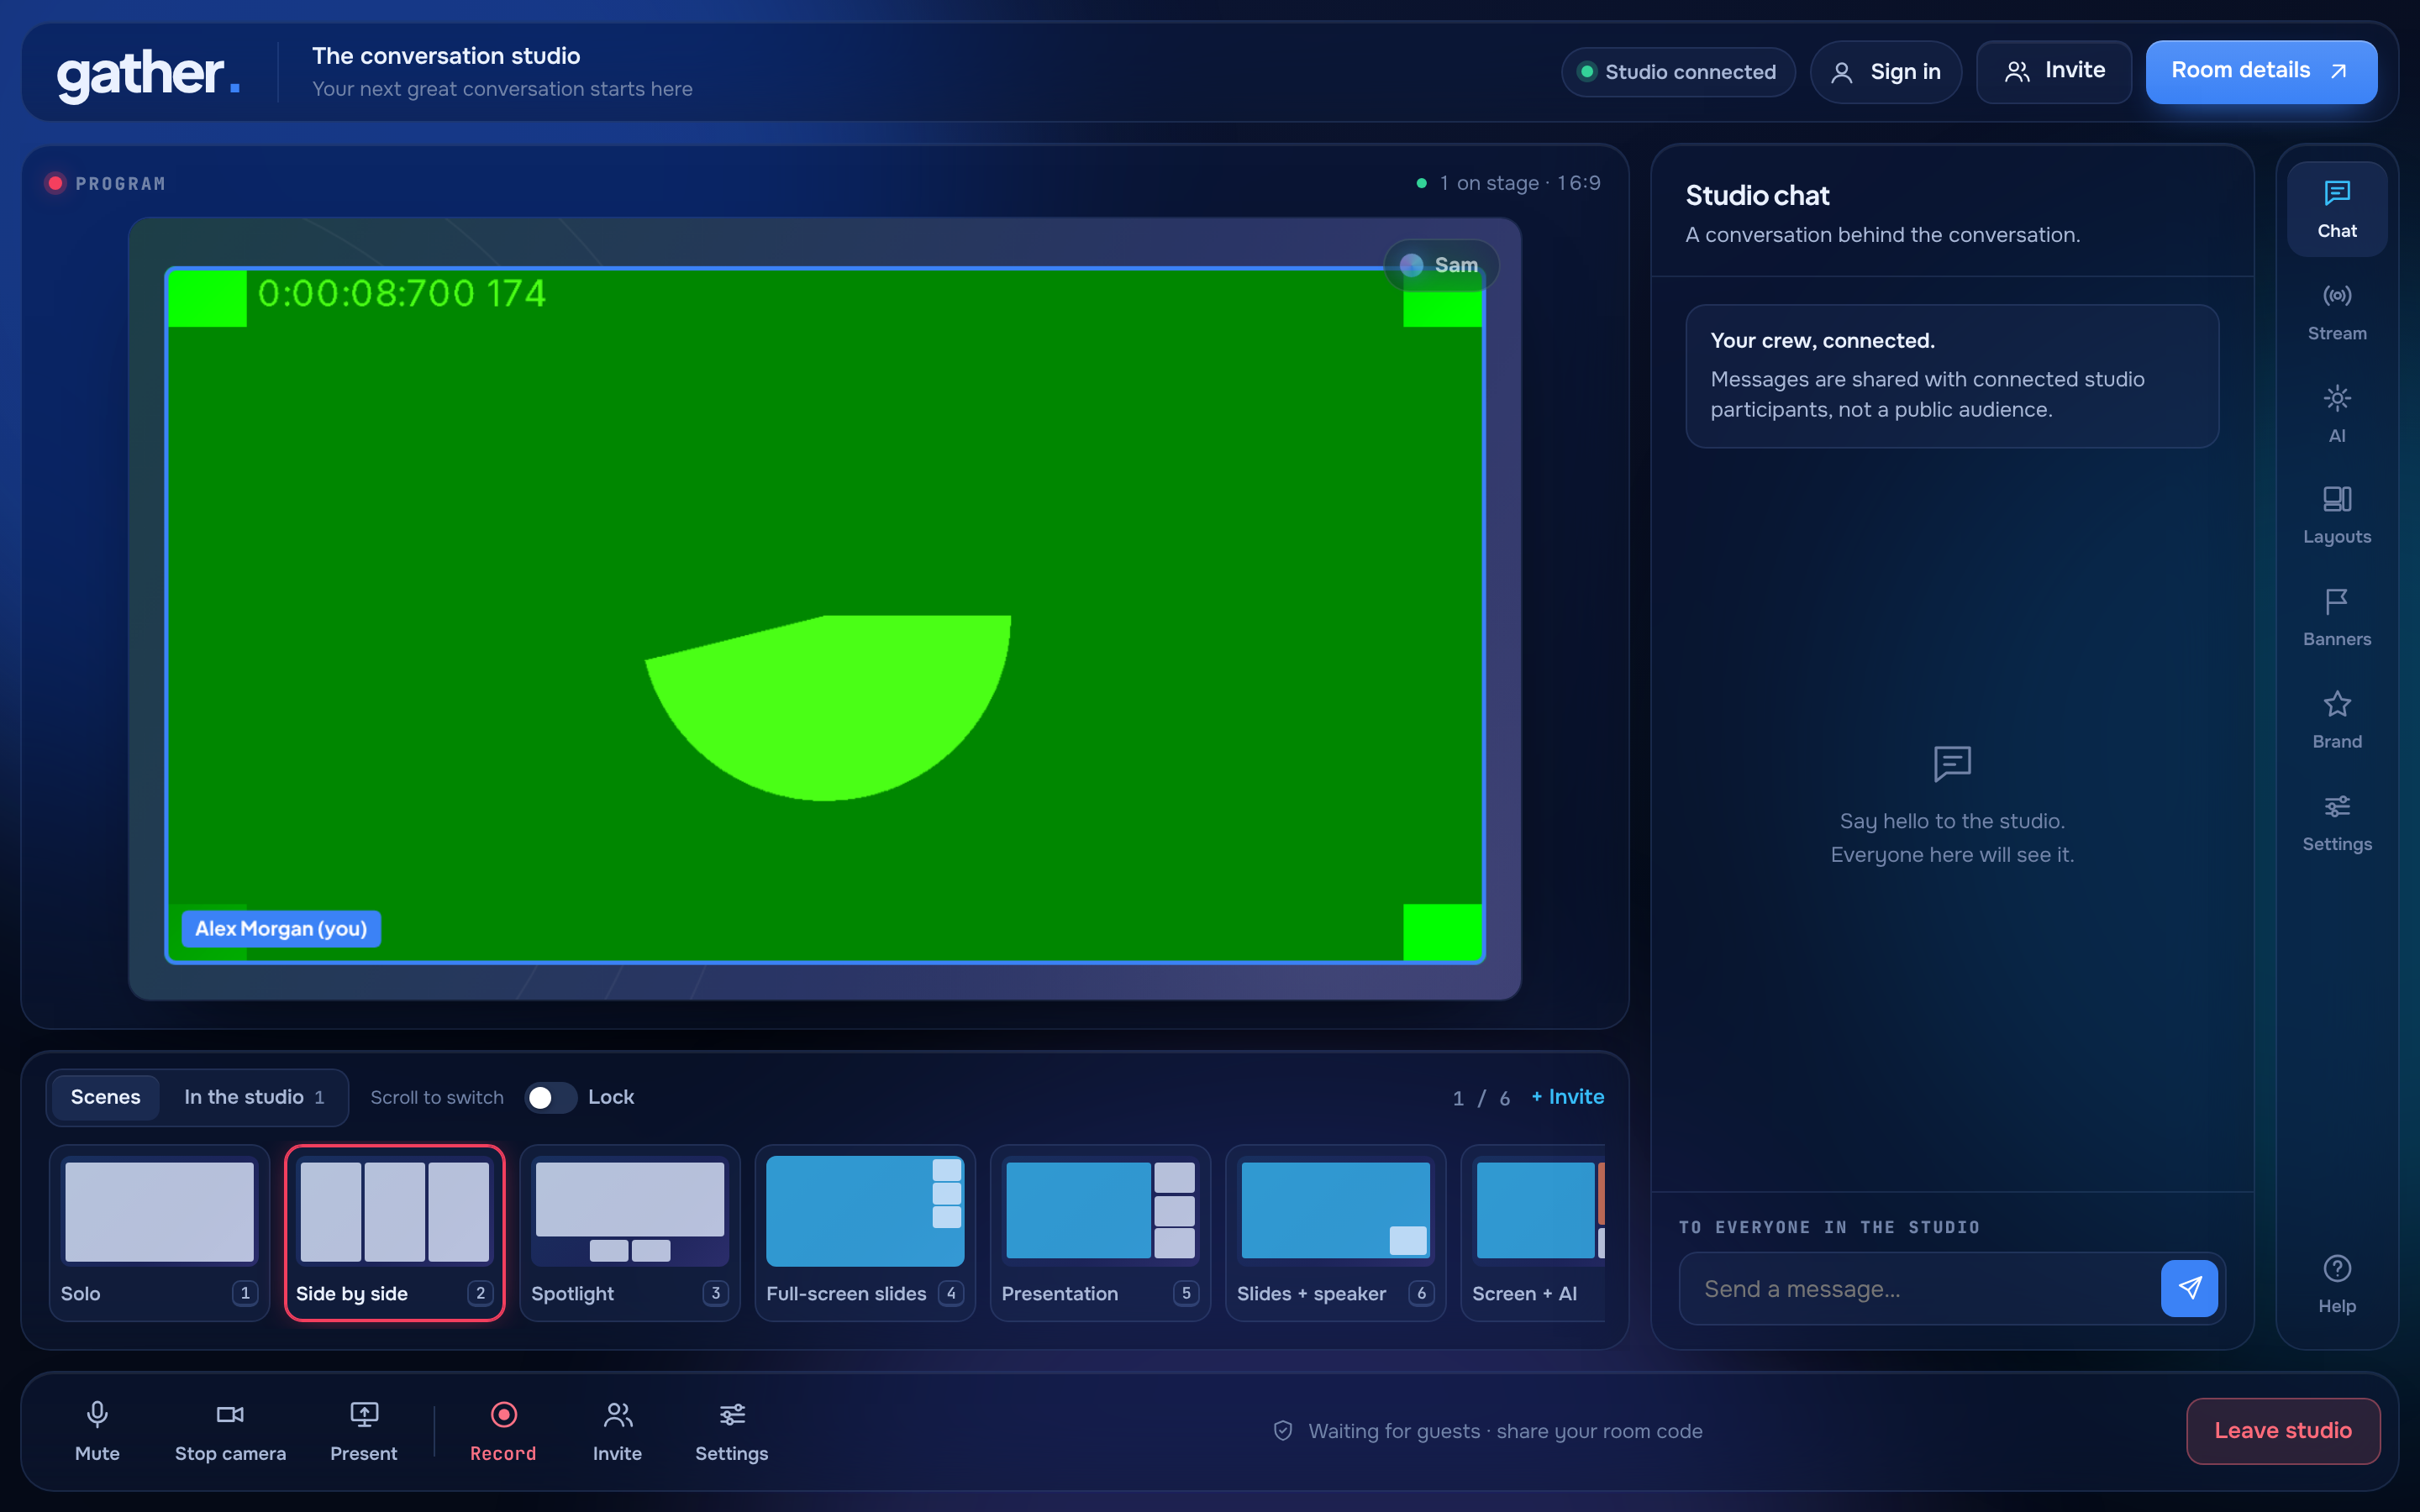 gather.
The conversation studio
Your next great conversation starts here
Studio connected
Sign in
Invite
Room details
PROGRAM
1 on stage · 16:9
Sam
0:00:08:700 174
Alex Morgan (you)
Studio chat
A conversation behind the conversation.
Your crew, connected.
Messages are shared with connected studio
participants, not a public audience.
Say hello to the studio.
Everyone here will see it.
TO EVERYONE IN THE STUDIO
Send a message...
Chat
Stream
AI
Layouts
Banners
Brand
Settings
Help
Scenes
In the studio 1
Scroll to switch
Lock
1 / 6
+ Invite
Solo 1
Side by side 2
Spotlight 3
Full-screen slides 4
Presentation 5
Slides + speaker 6
Screen + AI
Mute
Stop camera
Present
Record
Invite
Settings
Waiting for guests · share your room code
Leave studio